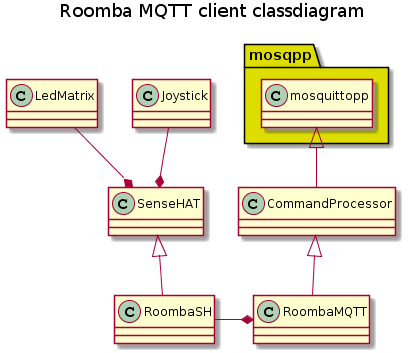 Roomba MQTT client classdiagram
mosqpp
C LedMatrix
C Joystick
C mosquittopp
C SenseHAT
C CommandProcessor
C RoombaSH
C RoombaMQTT